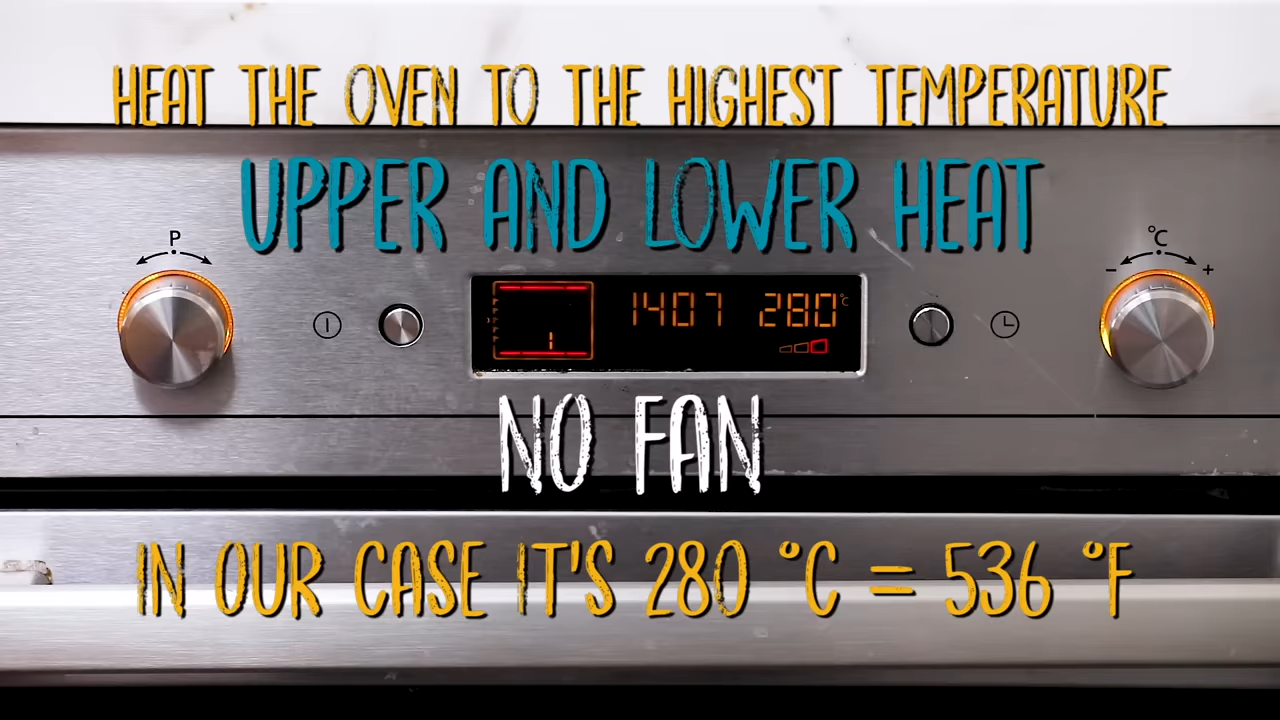 HEAT THE OVEN TO THE HIGHEST TEMPERATURE
UPPER AND LOWER HEAT
P
°C
- +
1407 280 °C
NO FAN
IN OUR CASE IT'S 280 °C = 536 °F